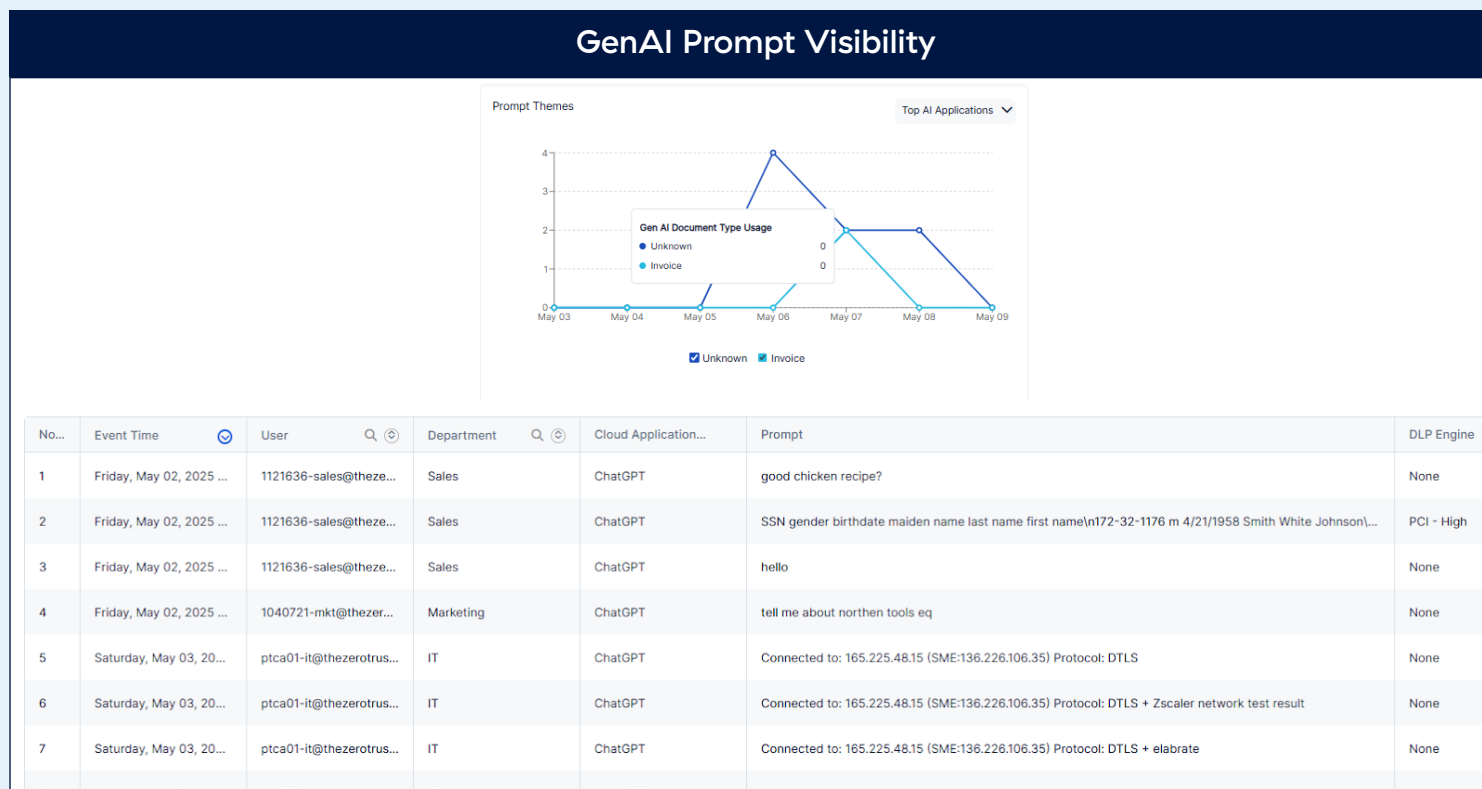 GenAI Prompt Visibility
Prompt Themes
Top AI Applications
4
3
2
1
0
Gen AI Document Type Usage
Unknown 0
Invoice 0
May 03 May 04 May 05 May 06 May 07 May 08 May 09
Unknown Invoice
No... Event Time User Department Cloud Application... Prompt DLP Engine
1 Friday, May 02, 2025 ... 1121636-sales@theze... Sales ChatGPT good chicken recipe? None
2 Friday, May 02, 2025 ... 1121636-sales@theze... Sales ChatGPT SSN gender birthdate maiden name last name first name\n172-32-1176 m 4/21/1958 Smith White Johnson\... PCI - High
3 Friday, May 02, 2025 ... 1121636-sales@theze... Sales ChatGPT hello None
4 Friday, May 02, 2025 ... 1040721-mkt@thezer... Marketing ChatGPT tell me about northen tools eq None
5 Saturday, May 03, 20... ptca01-it@thezerotrus... IT ChatGPT Connected to: 165.225.48.15 (SME:136.226.106.35) Protocol: DTLS None
6 Saturday, May 03, 20... ptca01-it@thezerotrus... IT ChatGPT Connected to: 165.225.48.15 (SME:136.226.106.35) Protocol: DTLS + Zscaler network test result None
7 Saturday, May 03, 20... ptca01-it@thezerotrus... IT ChatGPT Connected to: 165.225.48.15 (SME:136.226.106.35) Protocol: DTLS + elabrate None